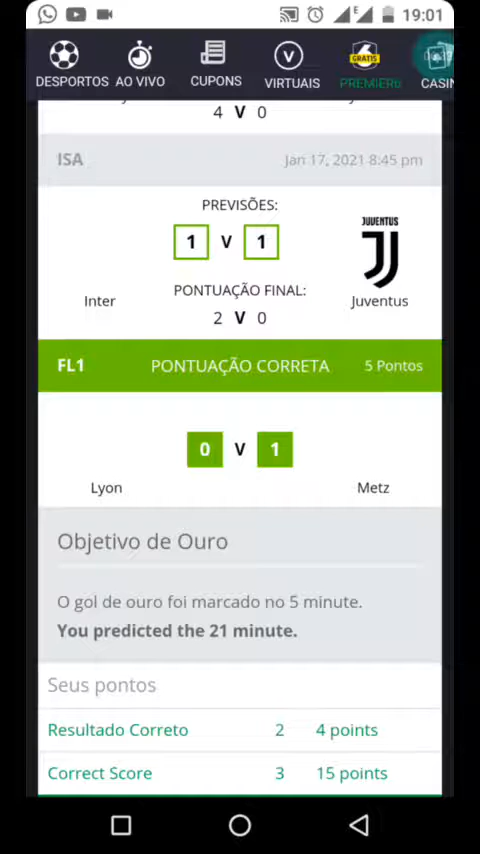 19:01
DESPORTOS AO VIVO CUPONS VIRTUAIS PREMIER6 CASIN
GRATIS
4 V 0
ISA Jan 17, 2021 8:45 pm
PREVISÕES:
JUVENTUS
1 V 1
PONTUAÇÃO FINAL:
Inter Juventus
2 V 0
FL1 PONTUAÇÃO CORRETA 5 Pontos
0 V 1
Lyon Metz
Objetivo de Ouro
O gol de ouro foi marcado no 5 minute.
You predicted the 21 minute.
Seus pontos
Resultado Correto 2 4 points
Correct Score 3 15 points